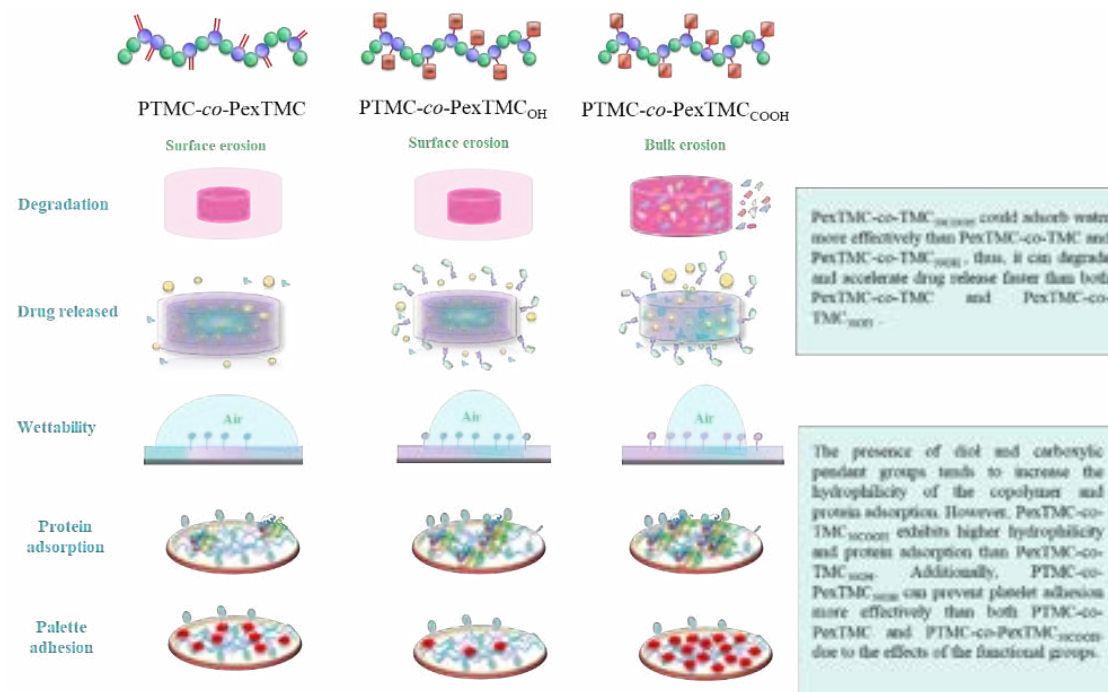 PTMC-co-PexTMC
PTMC-co-PexTMCOH
PTMC-co-PexTMCCOOH
Surface erosion
Surface erosion
Bulk erosion
Degradation
Drug released
Wettability
Air
Air
Air
Protein
adsorption
Palette
adhesion
PexTMC-co-TMC could adsorb water
more effectively than PexTMC-co-TMC and
PexTMC-co-TMC , thus, it can degrade
and accelerate drug release faster than both
PexTMC-co-TMC and PexTMC-co-
TMC .
The presence of diol and carboxylic
pendant groups tends to increase the
hydrophilicity of the copolymer and
protein adsorption. However, PexTMC-co-
TMC exhibits higher hydrophilicity
and protein adsorption than PexTMC-co-
TMC . Additionally, PTMC-co-
PexTMC can prevent platelet adhesion
more effectively than both PTMC-co-
PexTMC and PTMC-co-PexTMC
due to the effects of the functional groups.